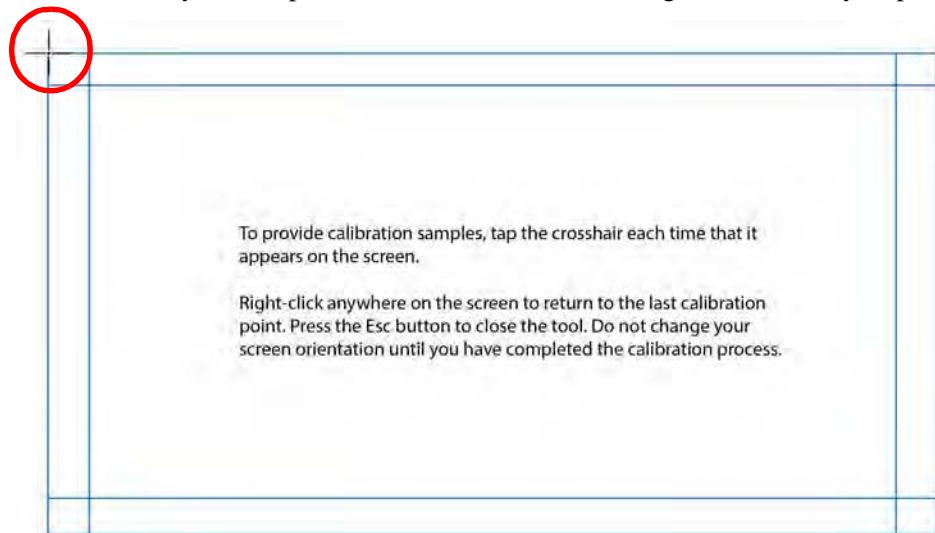 To provide calibration samples, tap the crosshair each time that it
appears on the screen.
Right-click anywhere on the screen to return to the last calibration
point. Press the Esc button to close the tool. Do not change your
screen orientation until you have completed the calibration process.